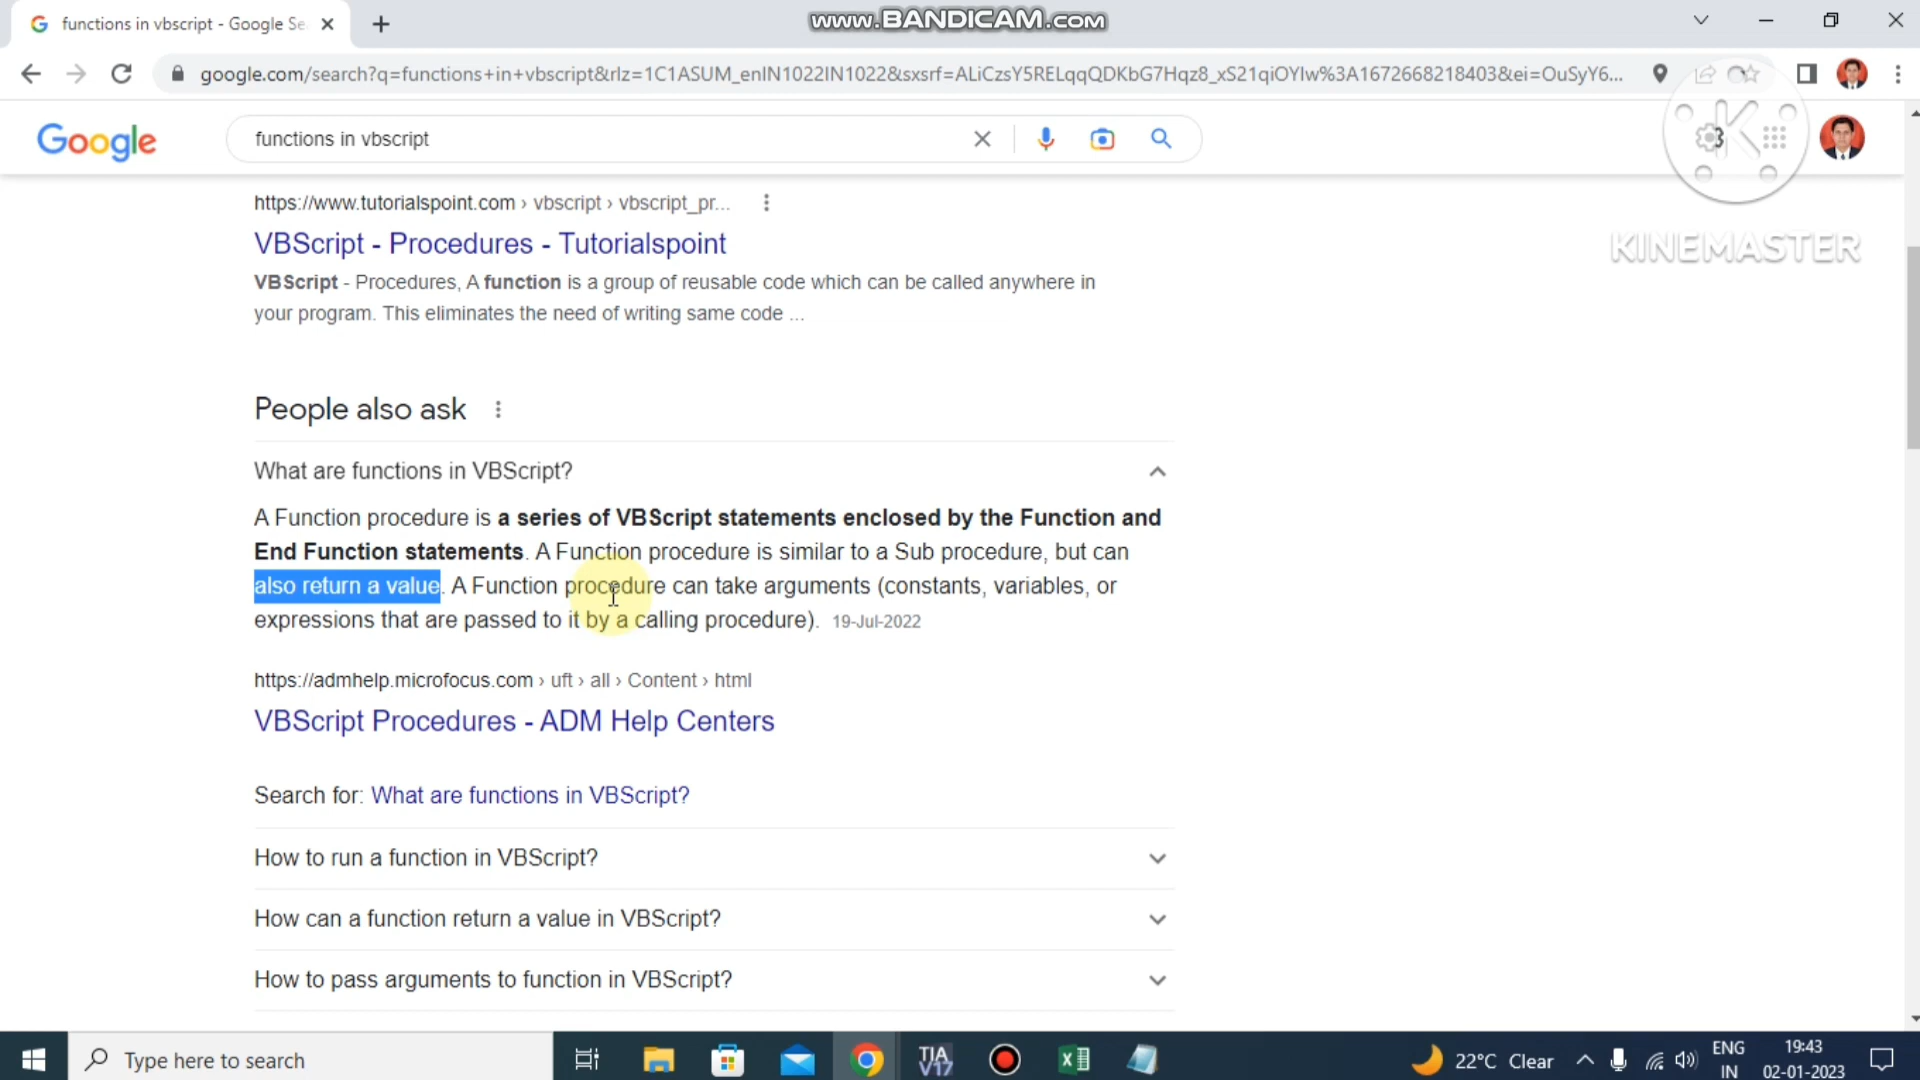 functions in vbscript - Google Se
www.BANDICAM.com
google.com/search?q=functions+in+vbscript&rlz=1C1ASUM_enIN1022IN1022&sxsrf=ALiCzsY5RELqqQDKbG7Hqz8_xS21qiOYIw%3A1672668218403&ei=OuSyY6...
Google
functions in vbscript
KINEMASTER
https://www.tutorialspoint.com › vbscript › vbscript_pr...
VBScript - Procedures - Tutorialspoint
VBScript - Procedures, A function is a group of reusable code which can be called anywhere in
your program. This eliminates the need of writing same code ...
People also ask
What are functions in VBScript?
A Function procedure is a series of VBScript statements enclosed by the Function and
End Function statements. A Function procedure is similar to a Sub procedure, but can
also return a value. A Function procedure can take arguments (constants, variables, or
expressions that are passed to it by a calling procedure). 19-Jul-2022
https://admhelp.microfocus.com › uft › all › Content › html
VBScript Procedures - ADM Help Centers
Search for: What are functions in VBScript?
How to run a function in VBScript?
How can a function return a value in VBScript?
How to pass arguments to function in VBScript?
Type here to search
TIA
V17
22°C Clear
ENG
IN
19:43
02-01-2023